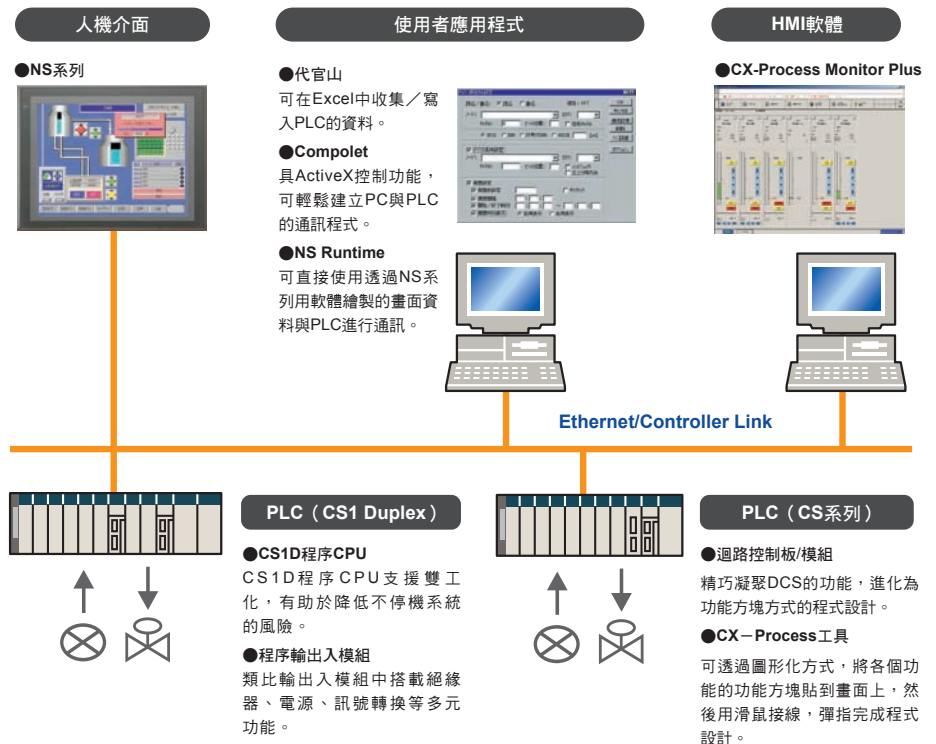 人機介面
●NS系列
使用者應用程式
●代官山
可在Excel中收集／寫
入PLC的資料。
●Compolet
具ActiveX控制功能，
可輕鬆建立PC與PLC
的通訊程式。
●NS Runtime
可直接使用透過NS系
列用軟體繪製的畫面資
料與PLC進行通訊。
HMI軟體
●CX-Process Monitor Plus
Ethernet/Controller Link
PLC（CS1 Duplex）
●CS1D程序CPU
CS1D程序CPU支援雙工
化，有助於降低不停機系統
的風險。
●程序輸出入模組
類比輸出入模組中搭載絕緣
器、電源、訊號轉換等多元
功能。
PLC（CS系列）
●迴路控制板/模組
精巧凝聚DCS的功能，進化為
功能方塊方式的程式設計。
●CX－Process工具
可透過圖形化方式，將各個功
能的功能方塊貼到畫面上，然
後用滑鼠接線，彈指完成程式
設計。